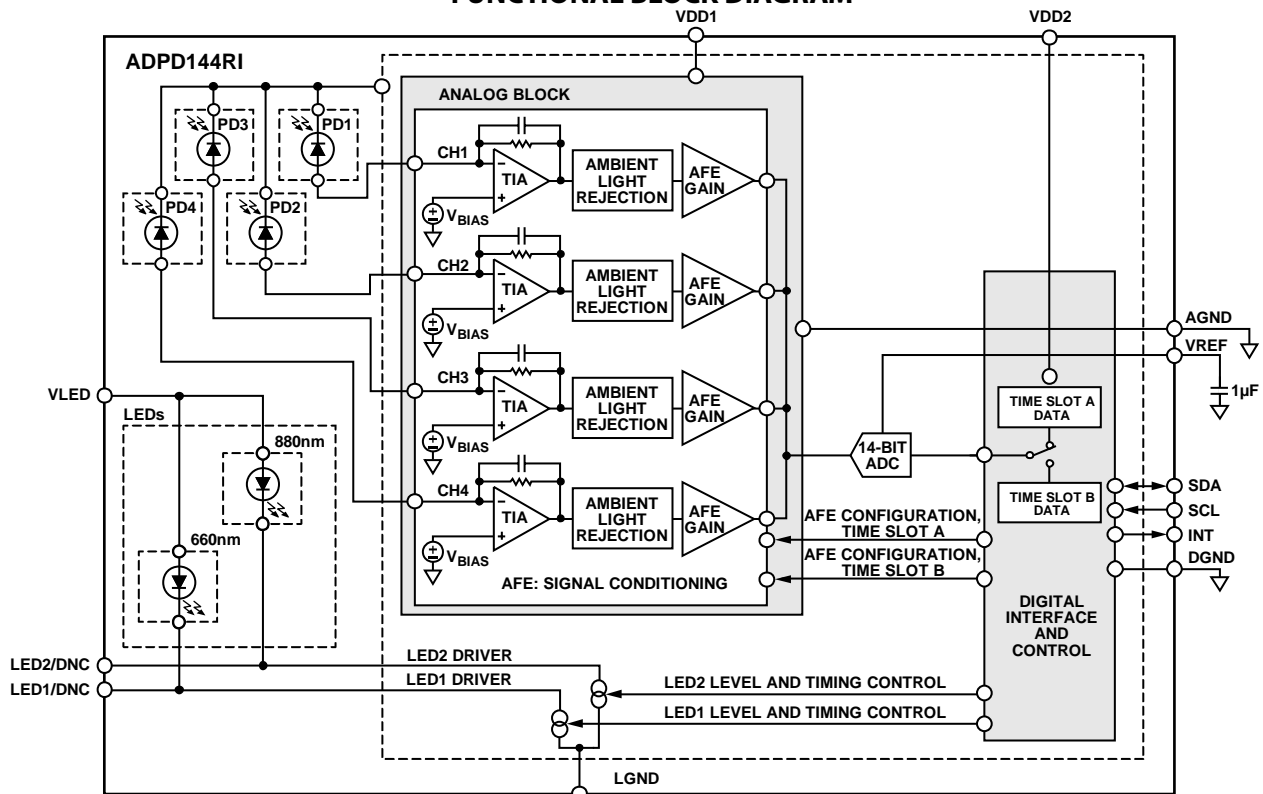 FUNCTIONAL BLOCK DIAGRAM
VDD1
VDD2
ADPD144RI
ANALOG BLOCK
PD3
PD1
PD4
PD2
CH1
TIA
VBIAS
AMBIENT
LIGHT
REJECTION
AFE
GAIN
CH2
TIA
VBIAS
AMBIENT
LIGHT
REJECTION
AFE
GAIN
CH3
TIA
VBIAS
AMBIENT
LIGHT
REJECTION
AFE
GAIN
CH4
TIA
VBIAS
AMBIENT
LIGHT
REJECTION
AFE
GAIN
AFE: SIGNAL CONDITIONING
14-BIT
ADC
TIME SLOT A
DATA
TIME SLOT B
DATA
AFE CONFIGURATION,
TIME SLOT A
AFE CONFIGURATION,
TIME SLOT B
DIGITAL
INTERFACE
AND
CONTROL
AGND
VREF
1µF
SDA
SCL
INT
DGND
VLED
LEDs
880nm
660nm
LED2/DNC
LED1/DNC
LED2 DRIVER
LED1 DRIVER
LED2 LEVEL AND TIMING CONTROL
LED1 LEVEL AND TIMING CONTROL
LGND